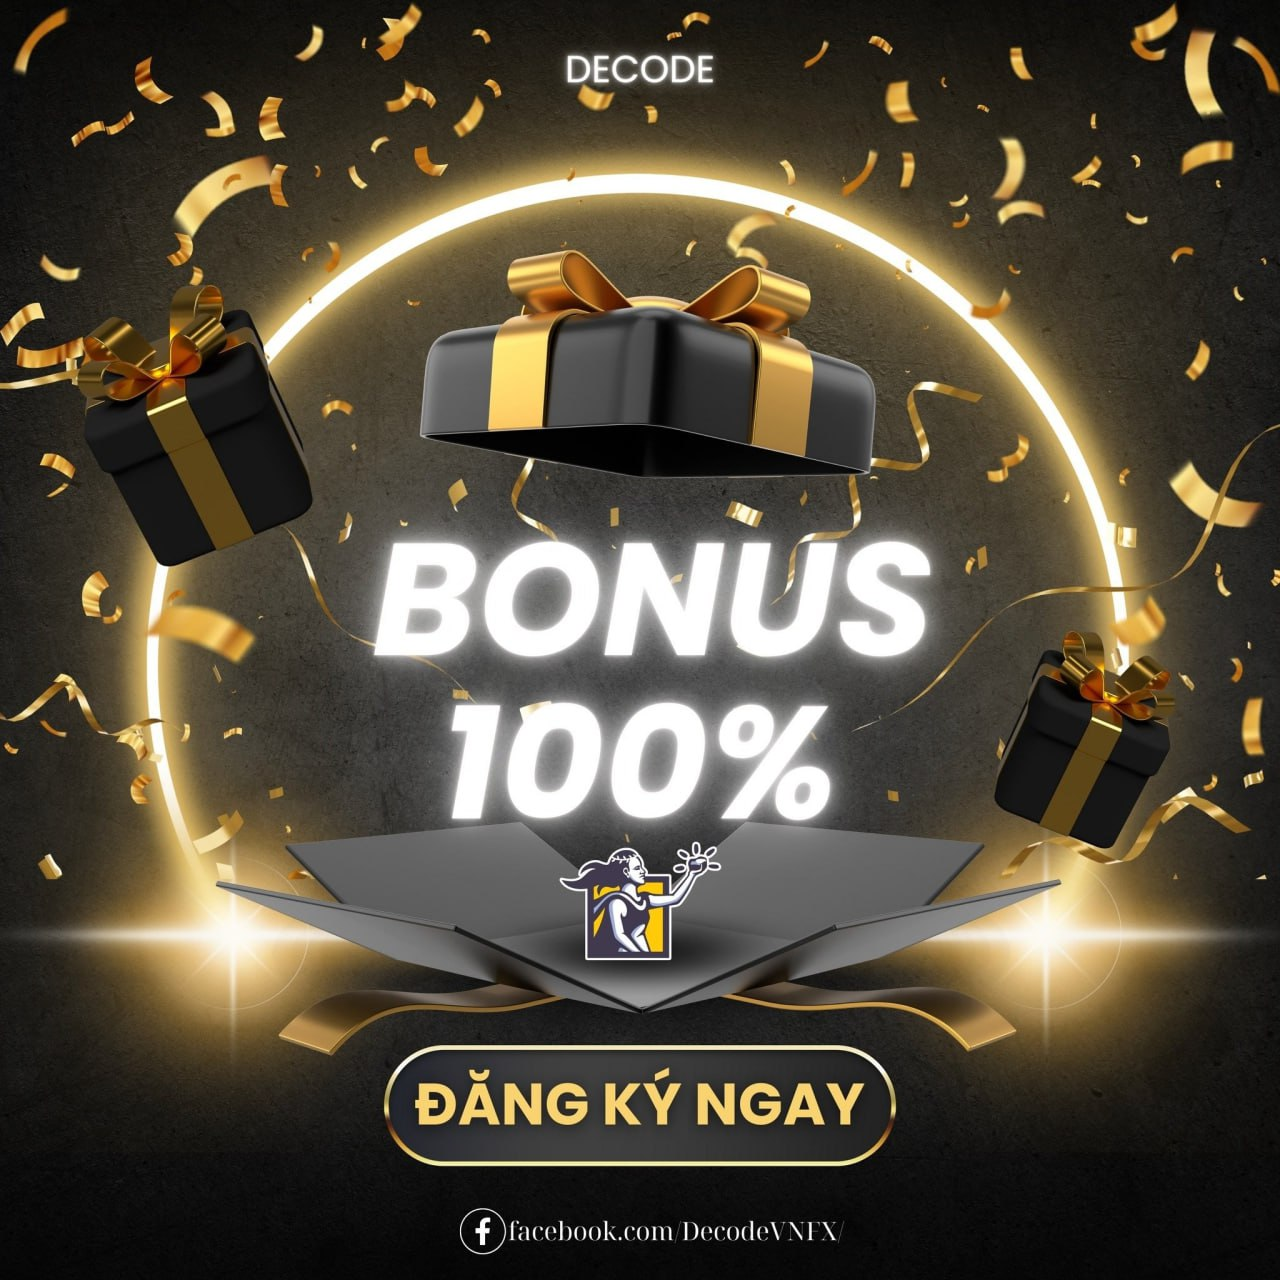 DECODE
BONUS
100%
ĐĂNG KÝ NGAY
facebook.com/DecodeVNFX/